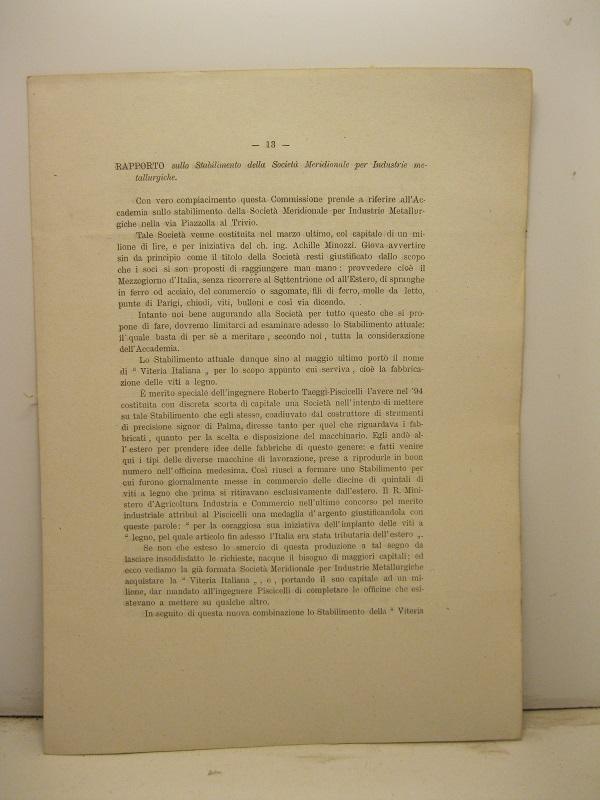 — 13 —
RAPPORTO sullo Stabilimento della Società Meridionale per Industrie me-
tallurgiche.
Con vero compiacimento questa Commissione prende a riferire all'Ac-
cademia sullo stabilimento della Società Meridionale per Industrie Metallur-
giche nella via Piazzolla al Trivio.
Tale Società venne costituita nel marzo ultimo, col capitale di un mi-
lione di lire, e per iniziativa del ch. ing. Achille Minozzi. Giova avvertire
sin da principio come il titolo della Società resti giustificato dallo scopo
che i soci si son proposti di raggiungere man mano: provvedere cioè il
Mezzogiorno d'Italia, senza ricorrere al Settentrione od all'Estero, di spranghe
in ferro od acciaio, del commercio o sagomate, fili di ferro, molle da letto,
punte di Parigi, chiodi, viti, bulloni e così via dicendo.
Intanto noi bene augurando alla Società per tutto questo che si pro-
pone di fare, dovremo limitarci ad esaminare adesso lo Stabilimento attuale:
il quale basta di per sè a meritare, secondo noi, tutta la considerazione
dell'Accademia.
Lo Stabilimento attuale dunque sino al maggio ultimo portò il nome
di " Viteria Italiana „ per lo scopo appunto cui serviva, cioè la fabbrica-
zione delle viti a legno.
È merito speciale dell'ingegnere Roberto Taeggi-Piscicelli l'avere nel '94
costituita con discreta scorta di capitale una Società nell'intento di mettere
su tale Stabilimento che egli stesso, coadiuvato dal costruttore di strumenti
di precisione signor di Palma, diresse tanto per quel che riguardava i fab-
bricati, quanto per la scelta e disposizione del macchinario. Egli andò al-
l'estero per prendere idee delle fabbriche di questo genere: e fatti venire
qui i tipi delle diverse macchine di lavorazione, prese a riprodurle in buon
numero nell'officina medesima. Così riuscì a formare uno Stabilimento per
cui furono giornalmente messe in commercio delle diecine di quintali di
viti a legno che prima si ritiravano esclusivamente dall'estero. Il R. Mini-
stero d'Agricoltura Industria e Commercio nell'ultimo concorso pel merito
industriale attribuì al Piscicelli una medaglia d'argento giustificandola con
queste parole: " per la coraggiosa sua iniziativa dell'impianto delle viti a
" legno, pel quale articolo fin adesso l'Italia era stata tributaria dell'estero „.
Se non che esteso lo smercio di questa produzione a tal segno da
lasciare insoddisfatto le richieste, nacque il bisogno di maggiori capitali: ed
ecco vediamo la già formata Società Meridionale per Industrie Metallurgiche
acquistare la " Viteria Italiana „, e, portando il suo capitale ad un mi-
lione, dar mandato all'ingegnere Piscicelli di completare le officine che esi-
stevano a mettere su qualche altro.
In seguito di questa nuova combinazione lo Stabilimento della " Viteria